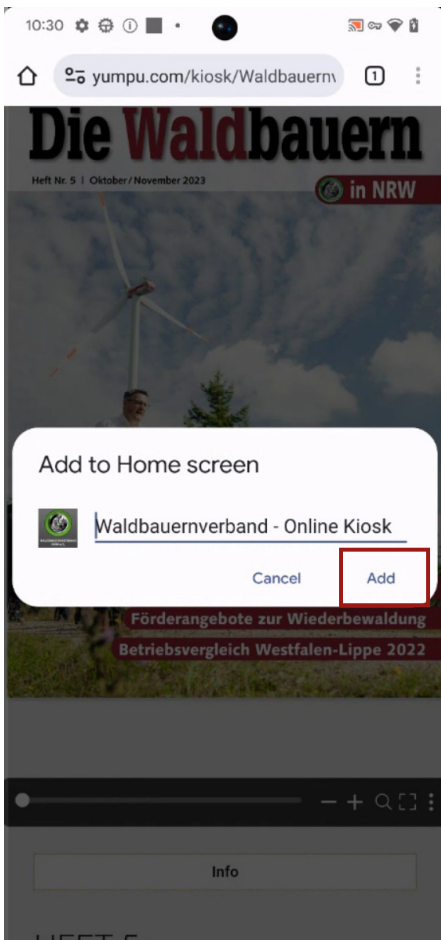 10:30
yumpu.com/kiosk/Waldbauernv
1
Die Waldbauern
Heft Nr. 5 | Oktober/November 2023
in NRW
Add to Home screen
Waldbauernverband - Online Kiosk
Cancel
Add
Förderangebote zur Wiederbewaldung
Betriebsvergleich Westfalen-Lippe 2022
Info
HEFT 5